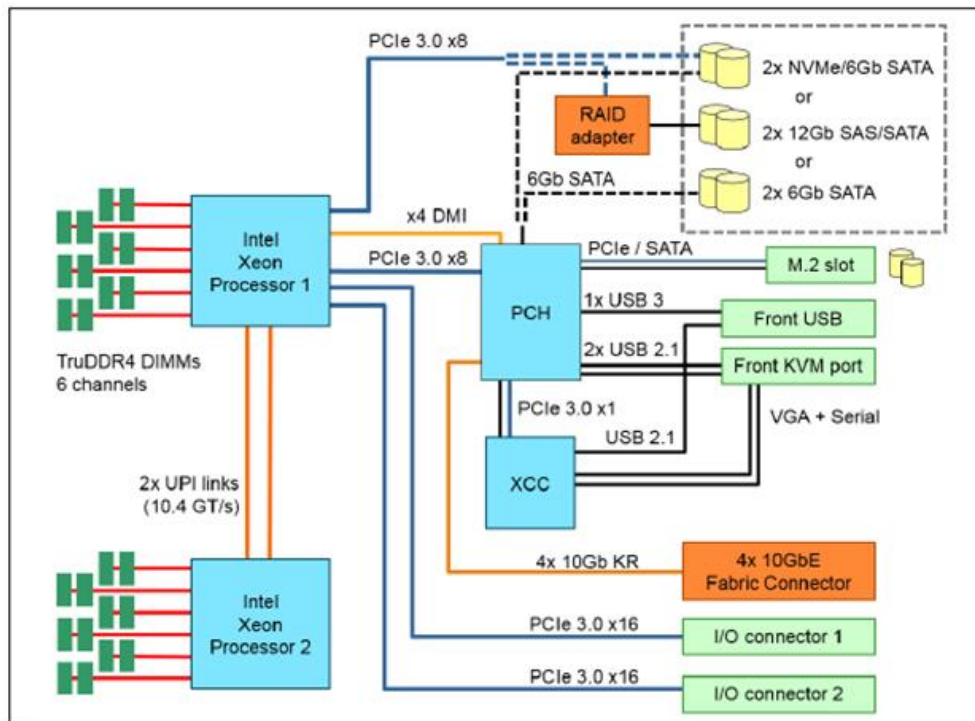 PCIe 3.0 x8
2x NVMe/6Gb SATA
or
RAID
adapter
2x 12Gb SAS/SATA
or
6Gb SATA
2x 6Gb SATA
Intel
Xeon
Processor 1
x4 DMI
PCIe 3.0 x8
PCH
PCIe / SATA
M.2 slot
1x USB 3
Front USB
2x USB 2.1
Front KVM port
TruDDR4 DIMMs
6 channels
PCIe 3.0 x1
VGA + Serial
USB 2.1
XCC
2x UPI links
(10.4 GT/s)
4x 10Gb KR
4x 10GbE
Fabric Connector
Intel
Xeon
Processor 2
PCIe 3.0 x16
I/O connector 1
PCIe 3.0 x16
I/O connector 2